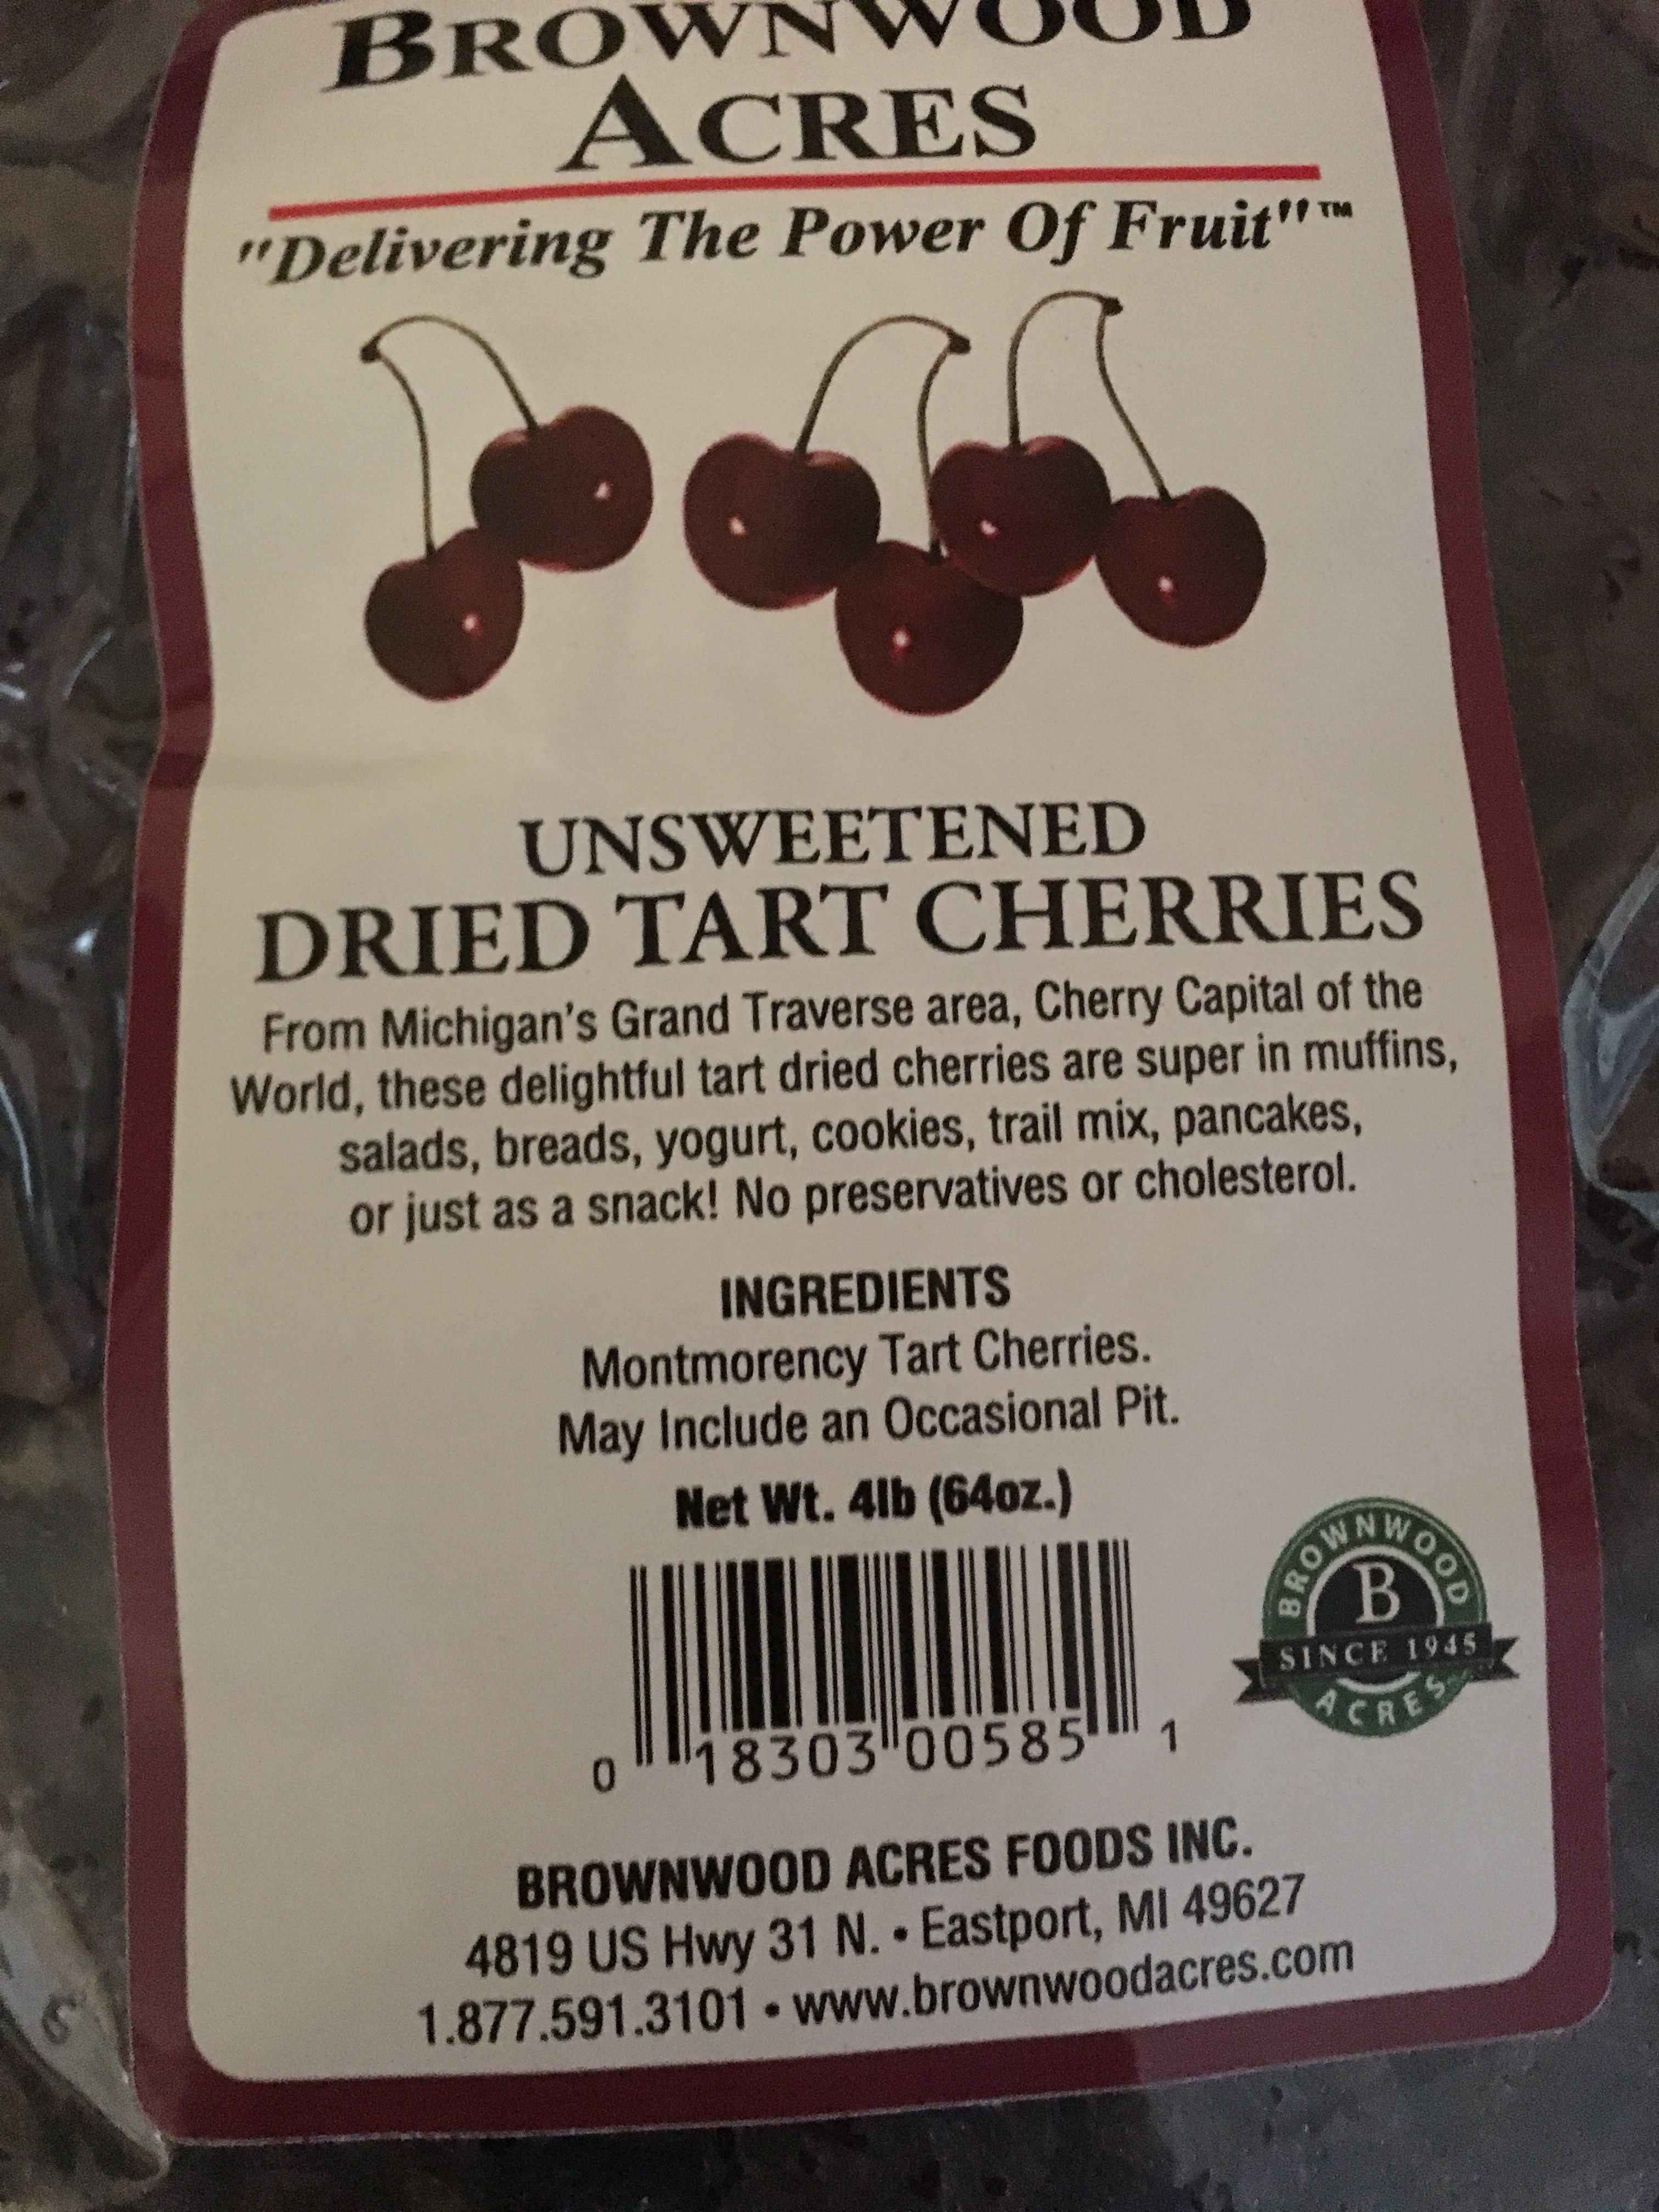 BROWNWOOD
ACRES
"Delivering The Power Of Fruit"™
UNSWEETENED
DRIED TART CHERRIES
From Michigan's Grand Traverse area, Cherry Capital of the
World, these delightful tart dried cherries are super in muffins,
salads, breads, yogurt, cookies, trail mix, pancakes,
or just as a snack! No preservatives or cholesterol.
INGREDIENTS
Montmorency Tart Cherries.
May Include an Occasional Pit.
Net Wt. 4lb (64oz.)
0 18303 00585 1
BROWNWOOD
B
SINCE 1945
ACRES
BROWNWOOD ACRES FOODS INC.
4819 US Hwy 31 N. • Eastport, MI 49627
1.877.591.3101 • www.brownwoodacres.com